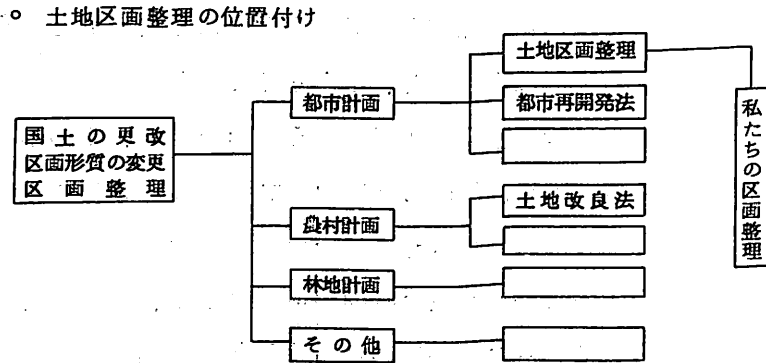 。土地区画整理の位置付け
国土の更改
区画形質の変更
区画整理
都市計画
土地区画整理
都市再開発法
農村計画
土地改良法
林地計画
その他
私たちの区画整理